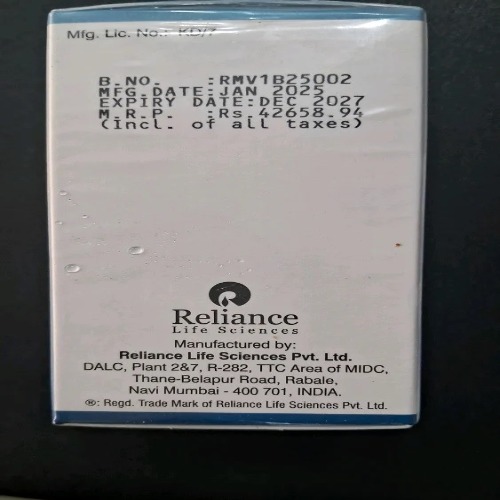 Mfg. Lic. No.: KD/7
B.NO. :RMV1B25002
MFG.DATE:JAN 2025
EXPIRY DATE:DEC 2027
M.R.P. :Rs.42658.94
(Incl. of all taxes)
Reliance
Life Sciences
Manufactured by:
Reliance Life Sciences Pvt. Ltd.
DALC, Plant 2&7, R-282, TTC Area of MIDC,
Thane-Belapur Road, Rabale,
Navi Mumbai - 400 701, INDIA.
®: Regd. Trade Mark of Reliance Life Sciences Pvt. Ltd.